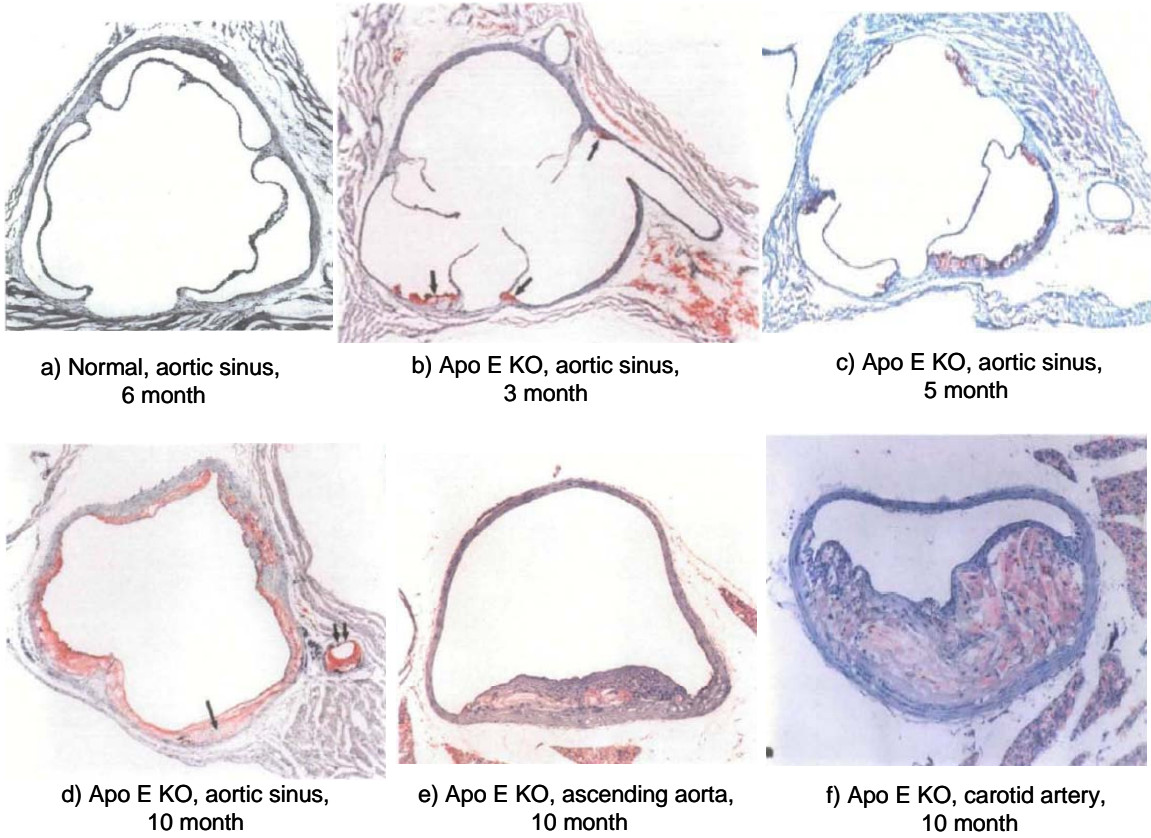 a) Normal, aortic sinus,
6 month
b) Apo E KO, aortic sinus,
3 month
c) Apo E KO, aortic sinus,
5 month
d) Apo E KO, aortic sinus,
10 month
e) Apo E KO, ascending aorta,
10 month
f) Apo E KO, carotid artery,
10 month